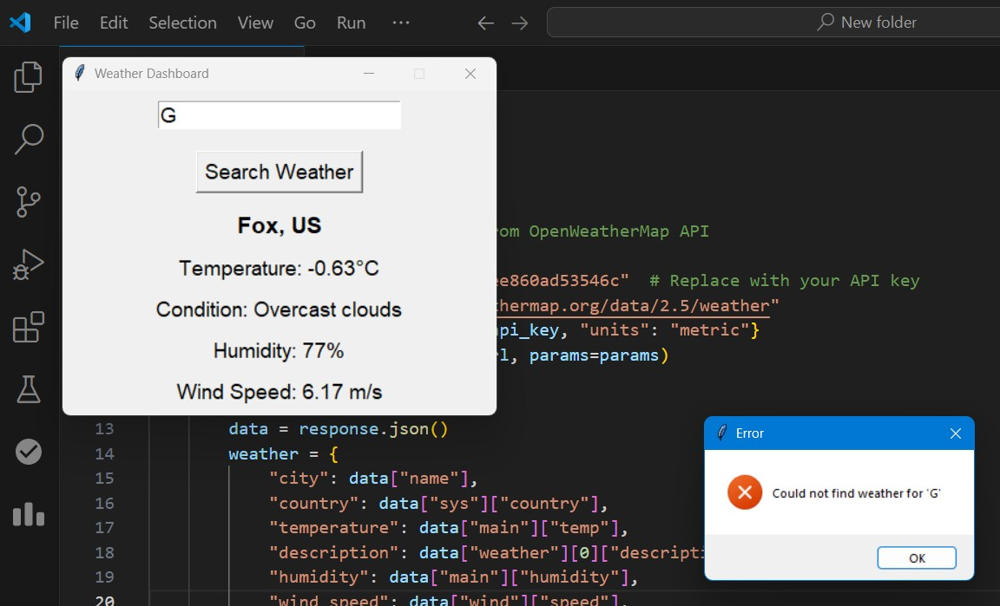 File Edit Selection View Go Run ···
New folder
Weather Dashboard
G
Search Weather
Fox, US
Temperature: -0.63°C
Condition: Overcast clouds
Humidity: 77%
Wind Speed: 6.17 m/s
om OpenWeatherMap API
e860ad53546c" # Replace with your API key
hermap.org/data/2.5/weather"
api_key, "units": "metric"}
l, params=params)
13 data = response.json()
14 weather = {
15 "city": data["name"],
16 "country": data["sys"]["country"],
17 "temperature": data["main"]["temp"],
18 "description": data["weather"][0]["descripti
19 "humidity": data["main"]["humidity"],
20 "wind_speed": data["wind"]["speed"],
Error
Could not find weather for 'G'
OK